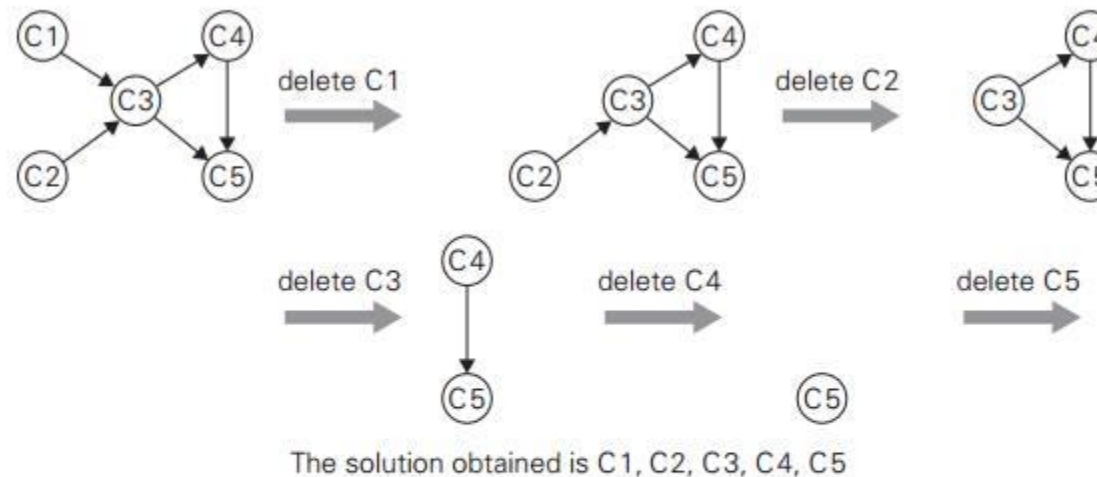 C1 C4 C4 C4
delete C1 delete C2
C3 C3 C3
C2 C5 C2 C5 C5
C4
delete C3 delete C4 delete C5
C5 C5
The solution obtained is C1, C2, C3, C4, C5